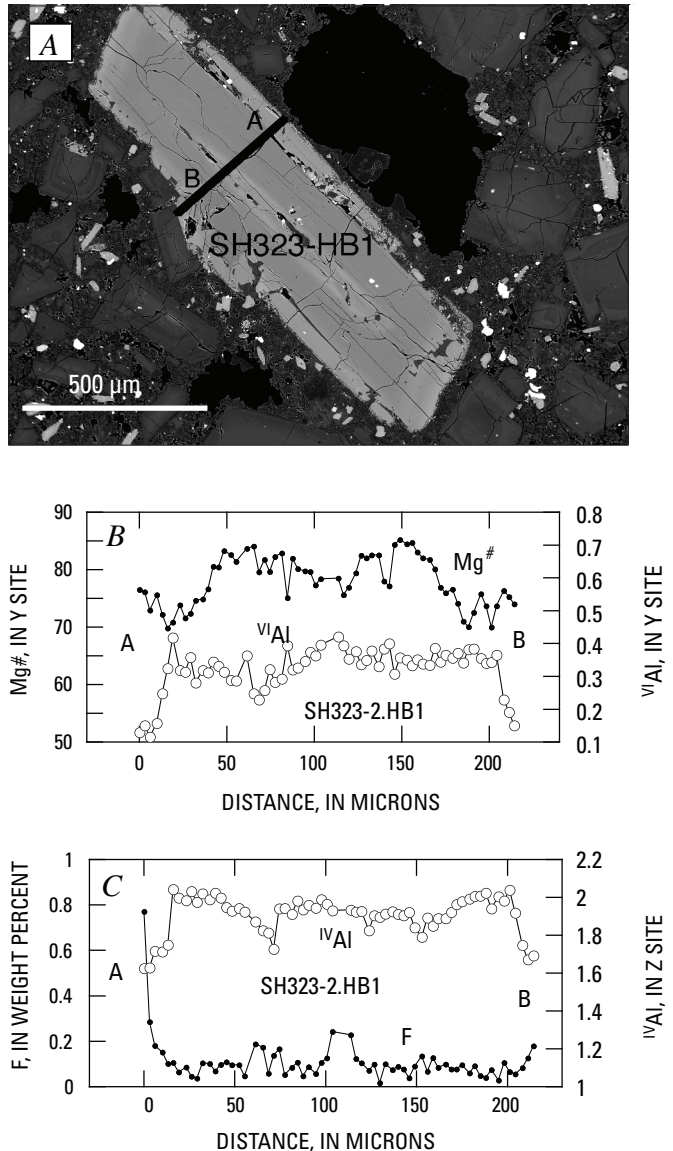 A
A
B
SH323-HB1
500 µm
B
90
80
70
60
50
Mg#, IN Y SITE
0.8
0.7
0.6
0.5
0.4
0.3
0.2
0.1
VIAl, IN Y SITE
Mg#
A
VIAl
B
SH323-2.HB1
0
50
100
150
200
DISTANCE, IN MICRONS
C
1
0.8
0.6
0.4
0.2
0
F, IN WEIGHT PERCENT
2.2
2
1.8
1.6
1.4
1.2
1
IVAl, IN Z SITE
IVAl
A
SH323-2.HB1
B
F
0
50
100
150
200
DISTANCE, IN MICRONS